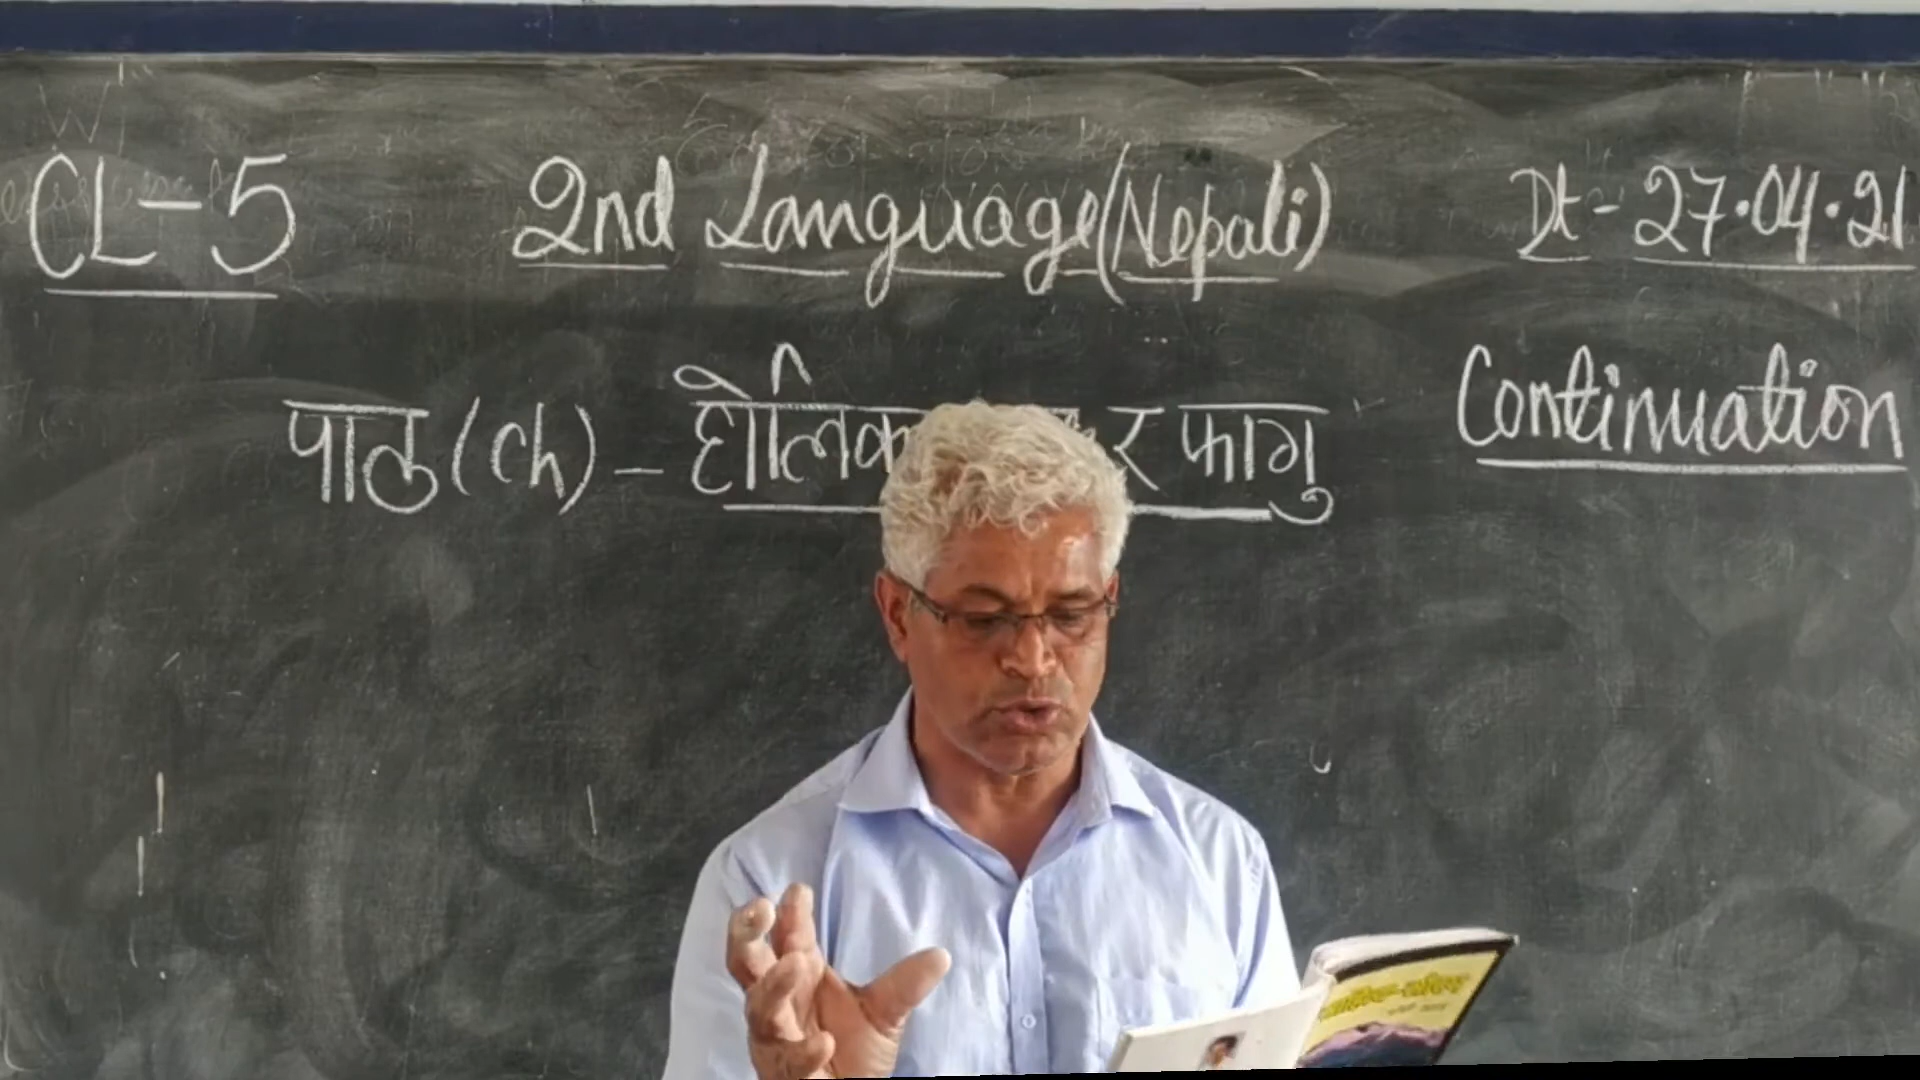 CL-5 2nd Language(Nepali) Dt-27.04.21
पाठ(ch)- र फागु Continuation